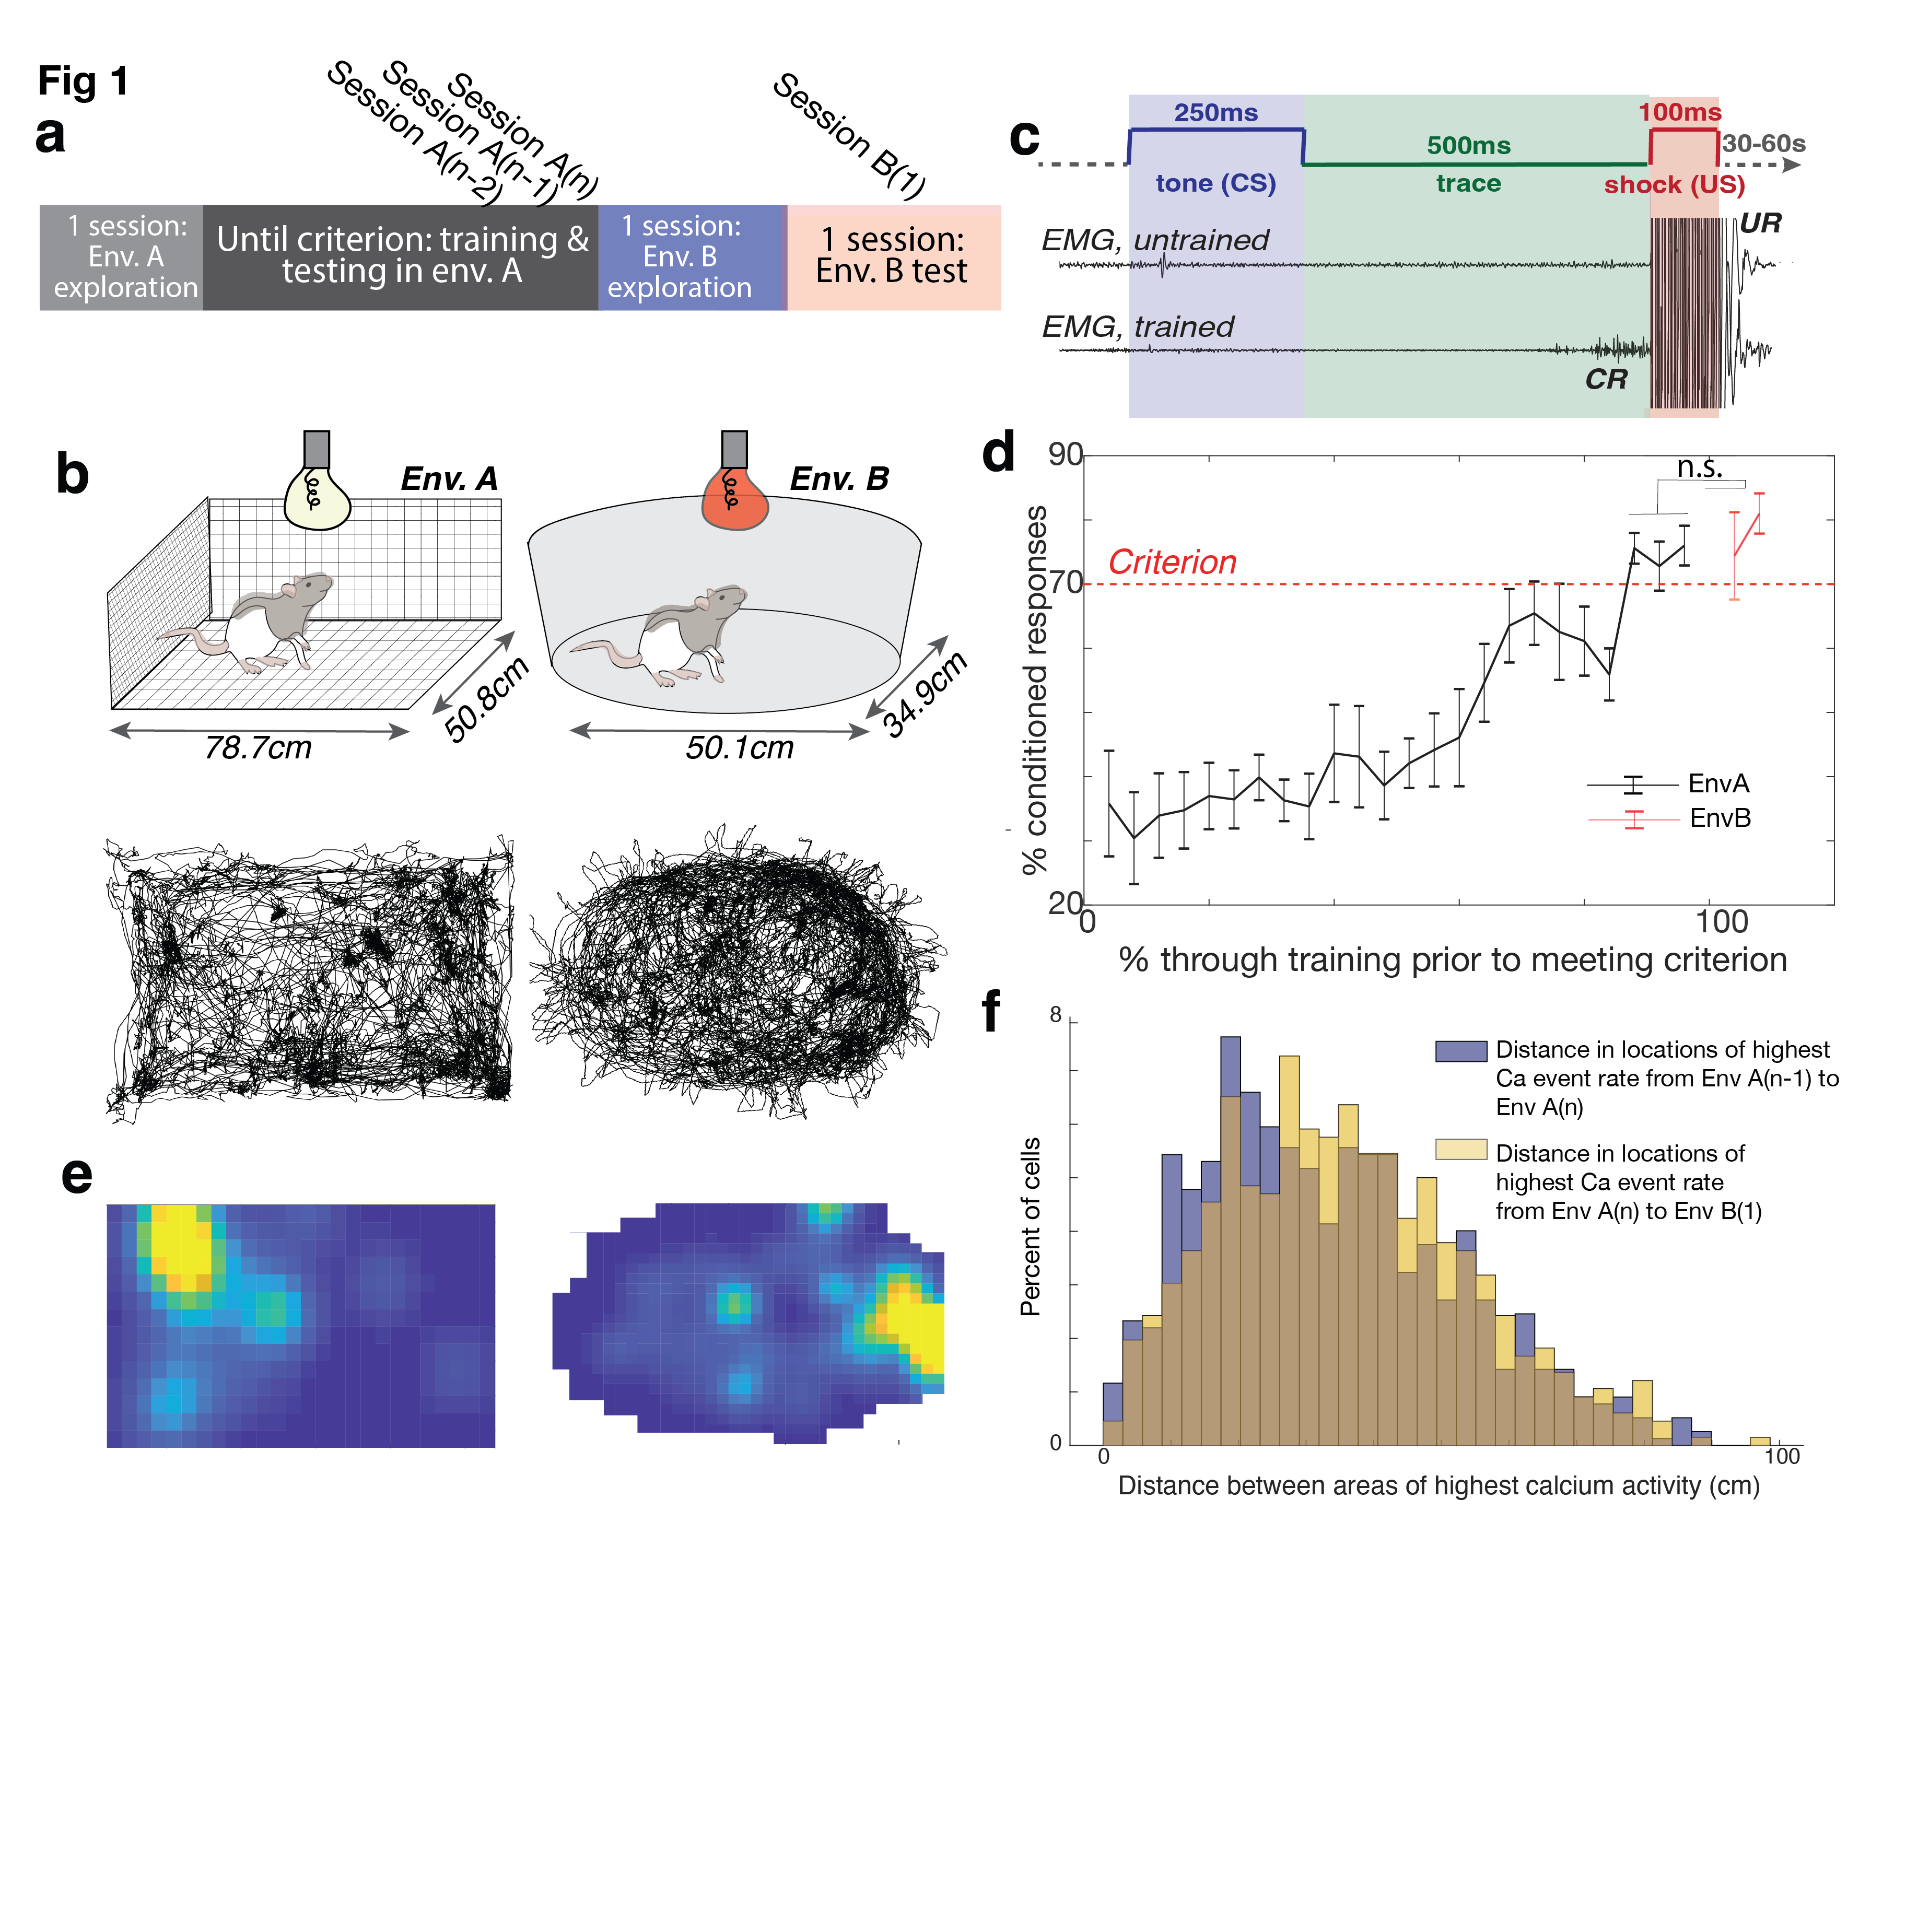 Fig 1
a
Session A(n-2)
Session A(n-1)
Session A(n)
Session B(1)
1 session:
Env. A
exploration
Until criterion: training &
testing in env. A
1 session:
Env. B
exploration
1 session:
Env. B test
b
Env. A
50.8cm
78.7cm
Env. B
34.9cm
50.1cm
c
250ms
tone (CS)
500ms
trace
100ms
shock (US)
30-60s
EMG, untrained
UR
EMG, trained
CR
d
90
70
20
% conditioned responses
Criterion
n.s.
EnvA
EnvB
0
100
% through training prior to meeting criterion
e
f
8
0
Percent of cells
Distance in locations of highest
Ca event rate from Env A(n-1) to
Env A(n)
Distance in locations of
highest Ca event rate
from Env A(n) to Env B(1)
0
100
Distance between areas of highest calcium activity (cm)